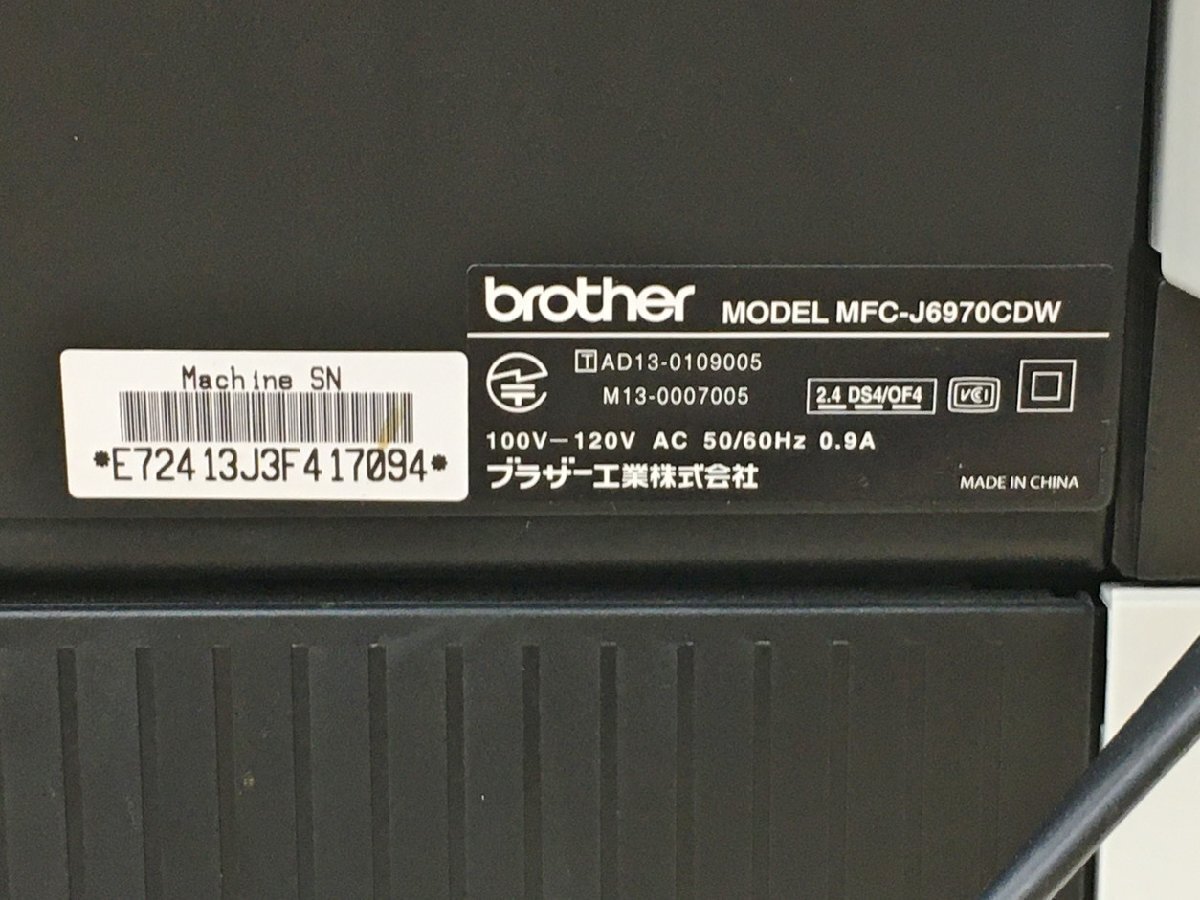 brother MODEL MFC-J6970CDW
Machine SN
*E72413J3F417094*
T AD13-0109005
M13-0007005
2.4 DS4/OF4 VCI
100V-120V AC 50/60Hz 0.9A
ブラザー工業株式会社
MADE IN CHINA